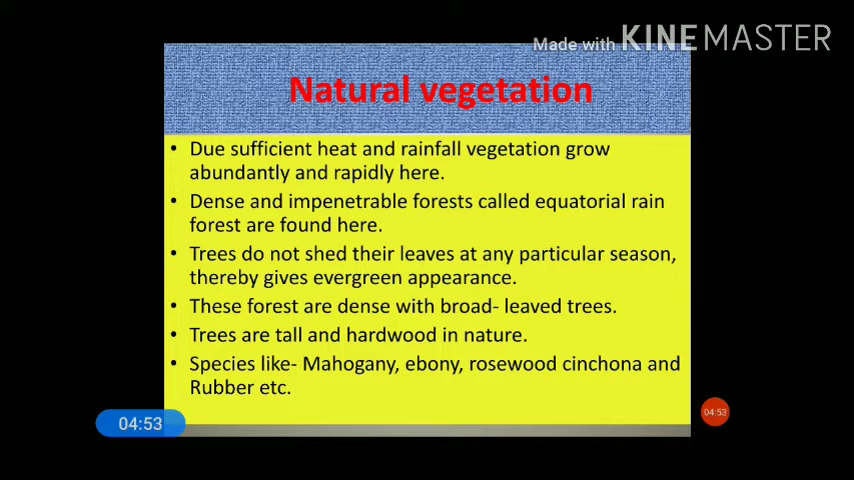 Made with KINEMASTER
Natural vegetation
• Due sufficient heat and rainfall vegetation grow
abundantly and rapidly here.
• Dense and impenetrable forests called equatorial rain
forest are found here.
• Trees do not shed their leaves at any particular season,
thereby gives evergreen appearance.
• These forest are dense with broad- leaved trees.
• Trees are tall and hardwood in nature.
• Species like- Mahogany, ebony, rosewood cinchona and
Rubber etc.
04:53
04:53